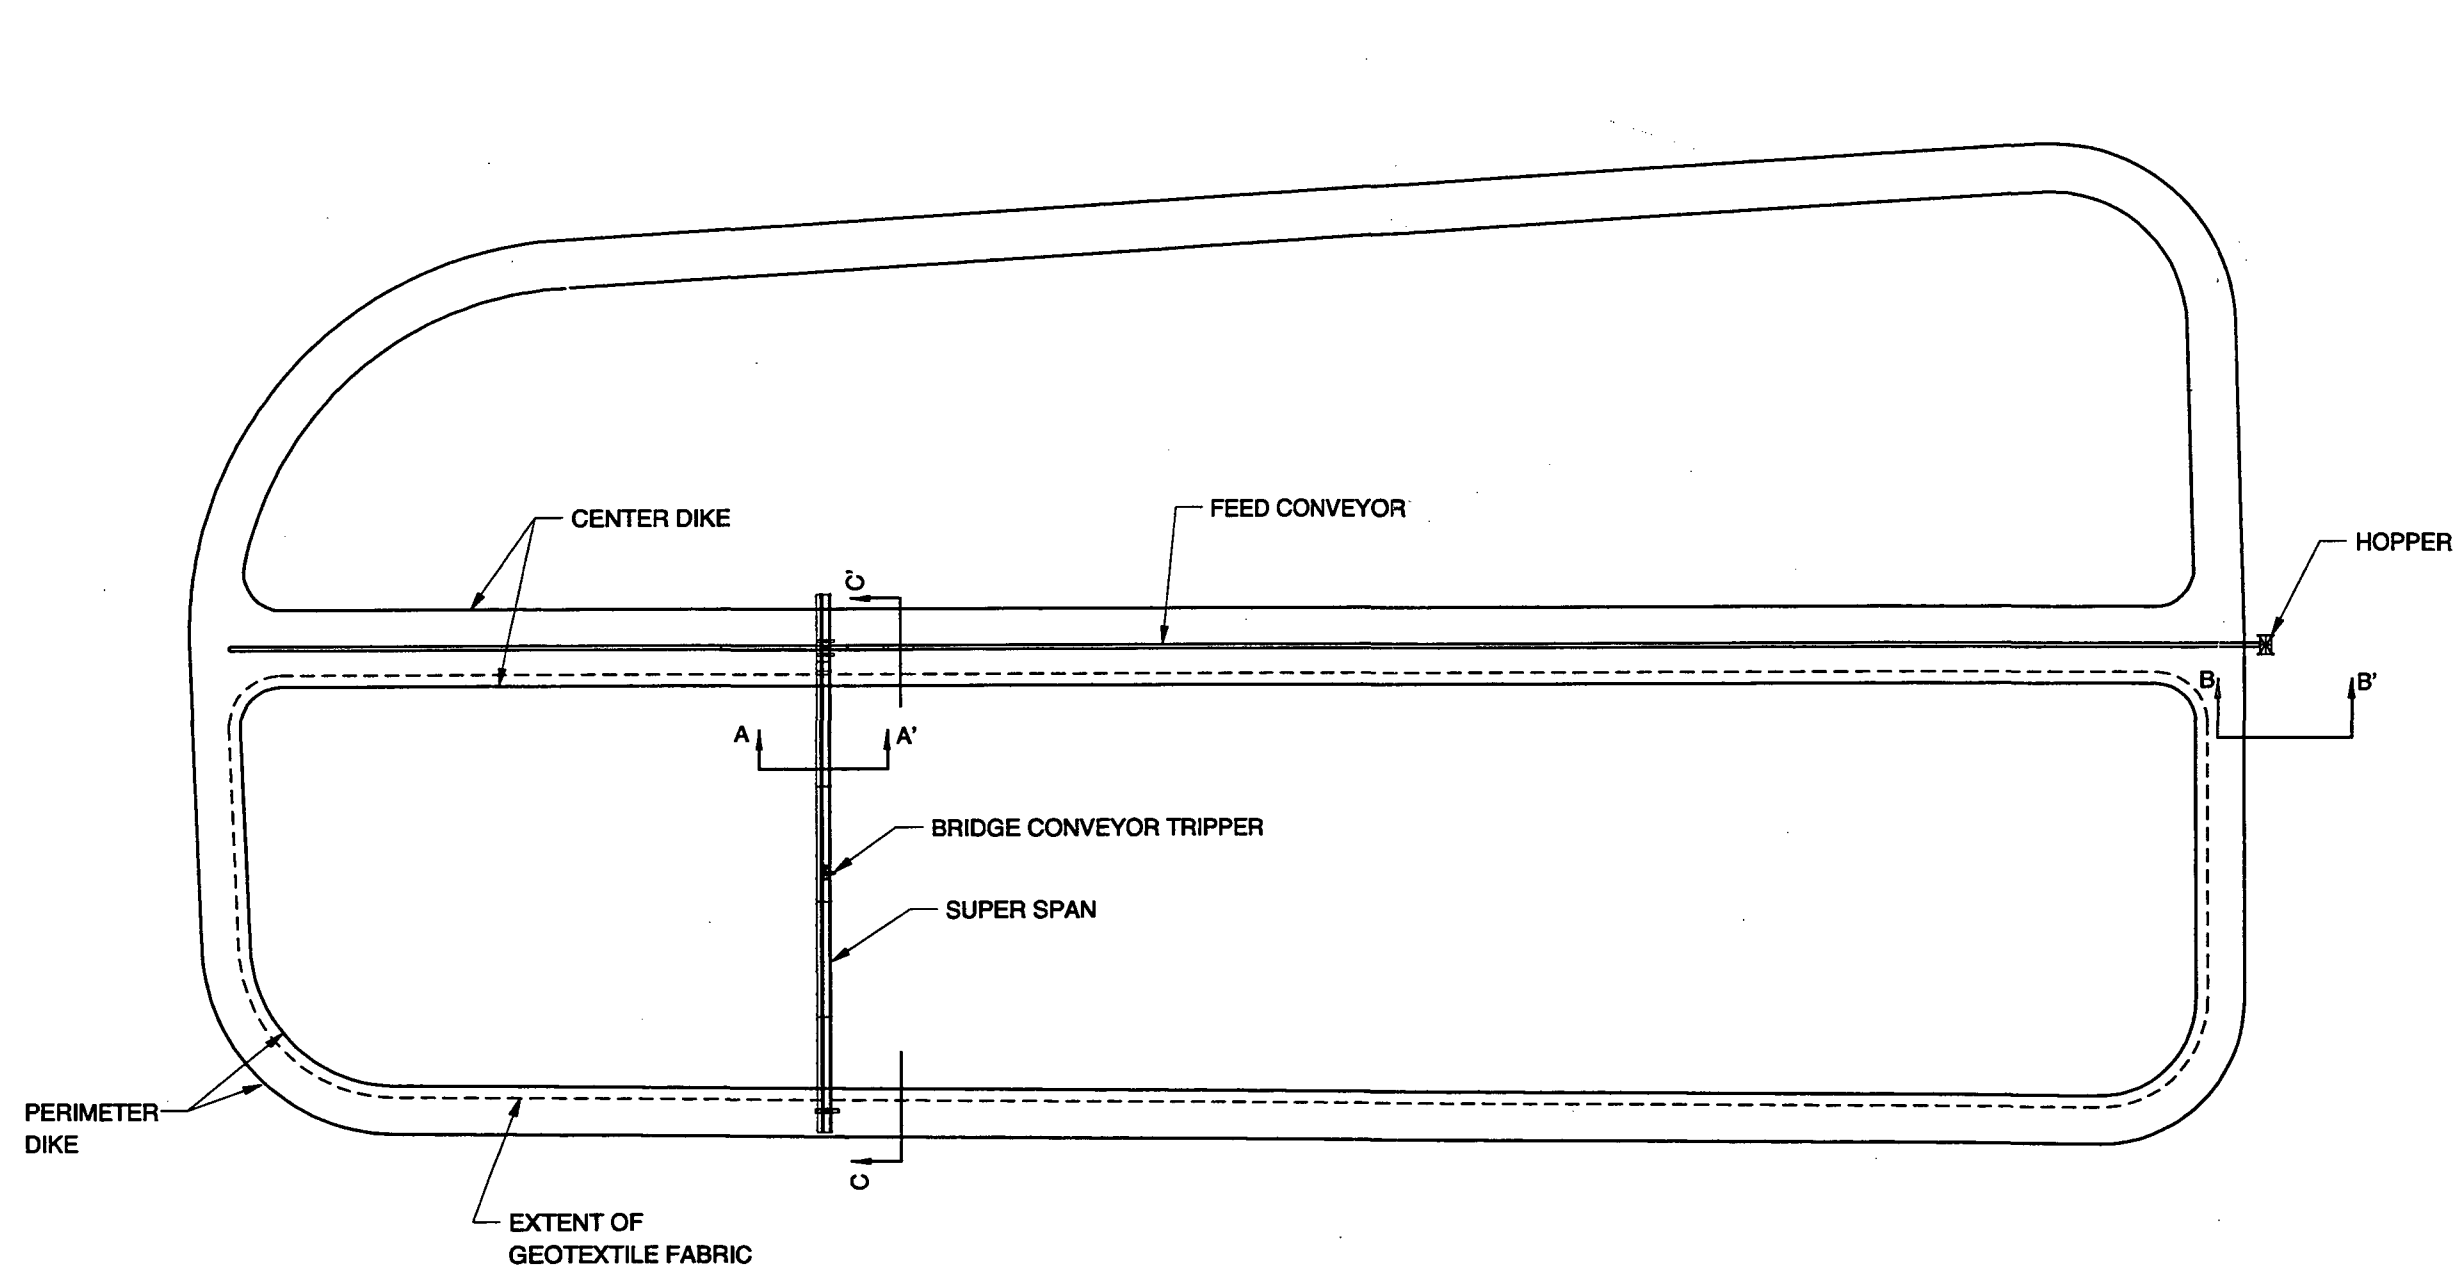 CENTER DIKE
FEED CONVEYOR
HOPPER
C'
B
B'
A
A'
BRIDGE CONVEYOR TRIPPER
SUPER SPAN
PERIMETER
DIKE
C
EXTENT OF
GEOTEXTILE FABRIC